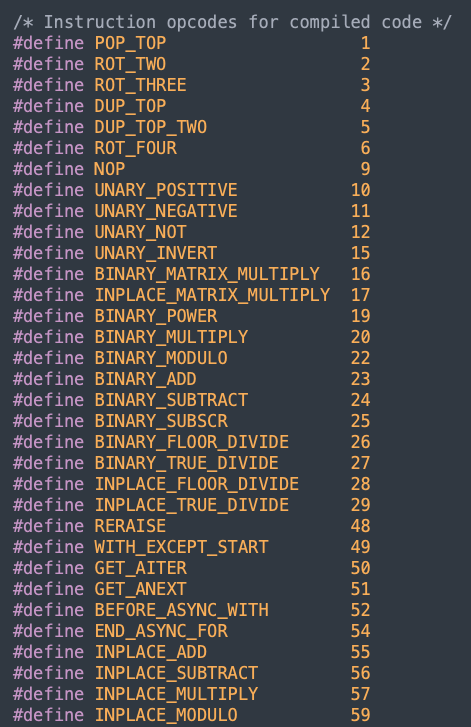 /* Instruction opcodes for compiled code */
#define POP_TOP 1
#define ROT_TWO 2
#define ROT_THREE 3
#define DUP_TOP 4
#define DUP_TOP_TWO 5
#define ROT_FOUR 6
#define NOP 9
#define UNARY_POSITIVE 10
#define UNARY_NEGATIVE 11
#define UNARY_NOT 12
#define UNARY_INVERT 15
#define BINARY_MATRIX_MULTIPLY 16
#define INPLACE_MATRIX_MULTIPLY 17
#define BINARY_POWER 19
#define BINARY_MULTIPLY 20
#define BINARY_MODULO 22
#define BINARY_ADD 23
#define BINARY_SUBTRACT 24
#define BINARY_SUBSCR 25
#define BINARY_FLOOR_DIVIDE 26
#define BINARY_TRUE_DIVIDE 27
#define INPLACE_FLOOR_DIVIDE 28
#define INPLACE_TRUE_DIVIDE 29
#define RERAISE 48
#define WITH_EXCEPT_START 49
#define GET_AITER 50
#define GET_ANEXT 51
#define BEFORE_ASYNC_WITH 52
#define END_ASYNC_FOR 54
#define INPLACE_ADD 55
#define INPLACE_SUBTRACT 56
#define INPLACE_MULTIPLY 57
#define INPLACE_MODULO 59